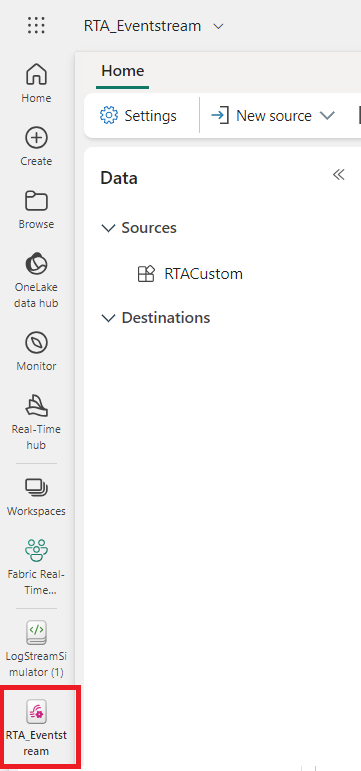 RTA_Eventstream
Home
Home
Settings
New source
Create
Data
Browse
Sources
OneLake
data hub
RTACustom
Destinations
Monitor
Real-Time
hub
Workspaces
Fabric Real-
Time...
LogStreamSi
mulator (1)
RTA_Eventst
ream